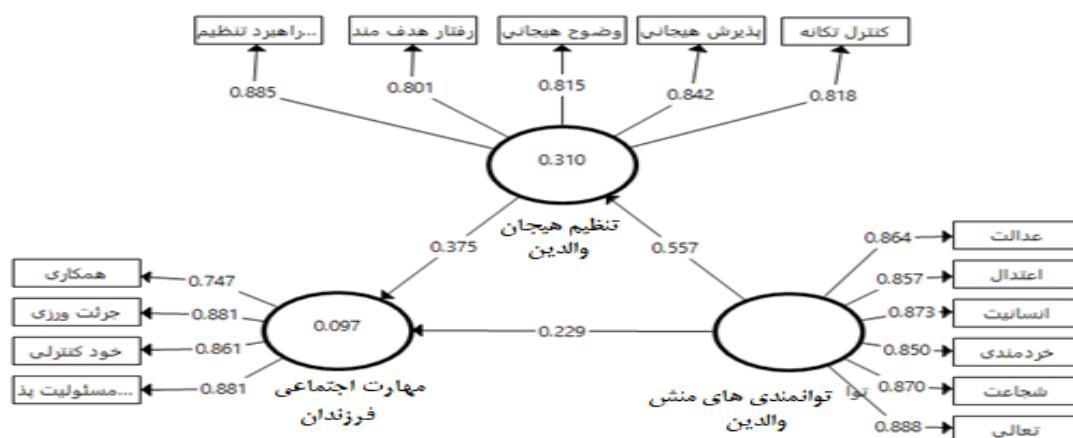 راهبرد تنظیم...
رفتار هدف مند
وضوح هیجاني
پذیرش هیجاني
کنترل تکانه
0.885
0.801
0.815
0.842
0.818
0.310
تنظیم هیجان
والدین
0.375
0.557
همکاری
جرئت ورزی
خود کنترلی
مسئولیت پذ...
0.747
0.881
0.861
0.881
0.097
مهارت اجتماعی
فرزندان
0.229
توانمندی های منش
توا
والدین
0.864
0.857
0.873
0.850
0.870
0.888
عدالت
اعتدال
انسانیت
خردمندی
شجاعت
تعالی